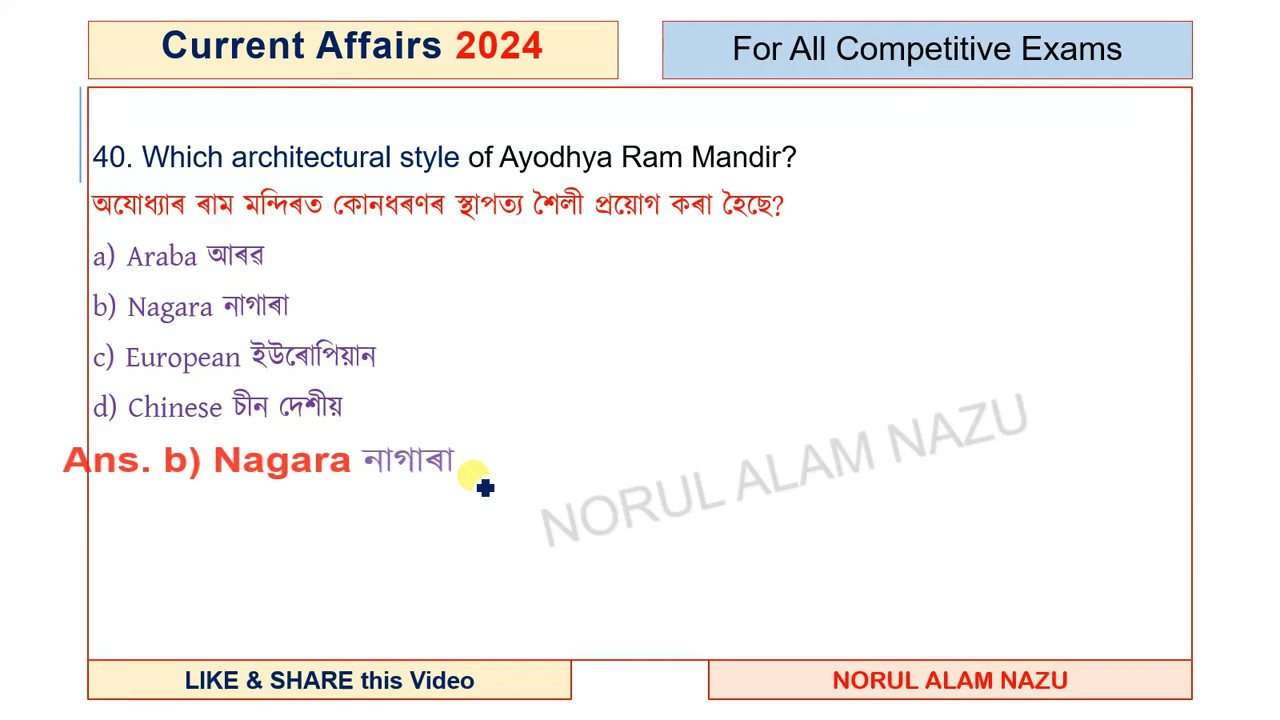 Current Affairs 2024
For All Competitive Exams
40. Which architectural style of Ayodhya Ram Mandir?
অযোধ্যাৰ ৰাম মন্দিৰত কোনধৰণৰ স্থাপত্য শৈলী প্ৰয়োগ কৰা হৈছে?
a) Araba আৰৱ
b) Nagara নাগাৰা
c) European ইউৰোপিয়ান
d) Chinese চীন দেশীয়
Ans. b) Nagara নাগাৰা
NORUL ALAM NAZU
LIKE & SHARE this Video
NORUL ALAM NAZU